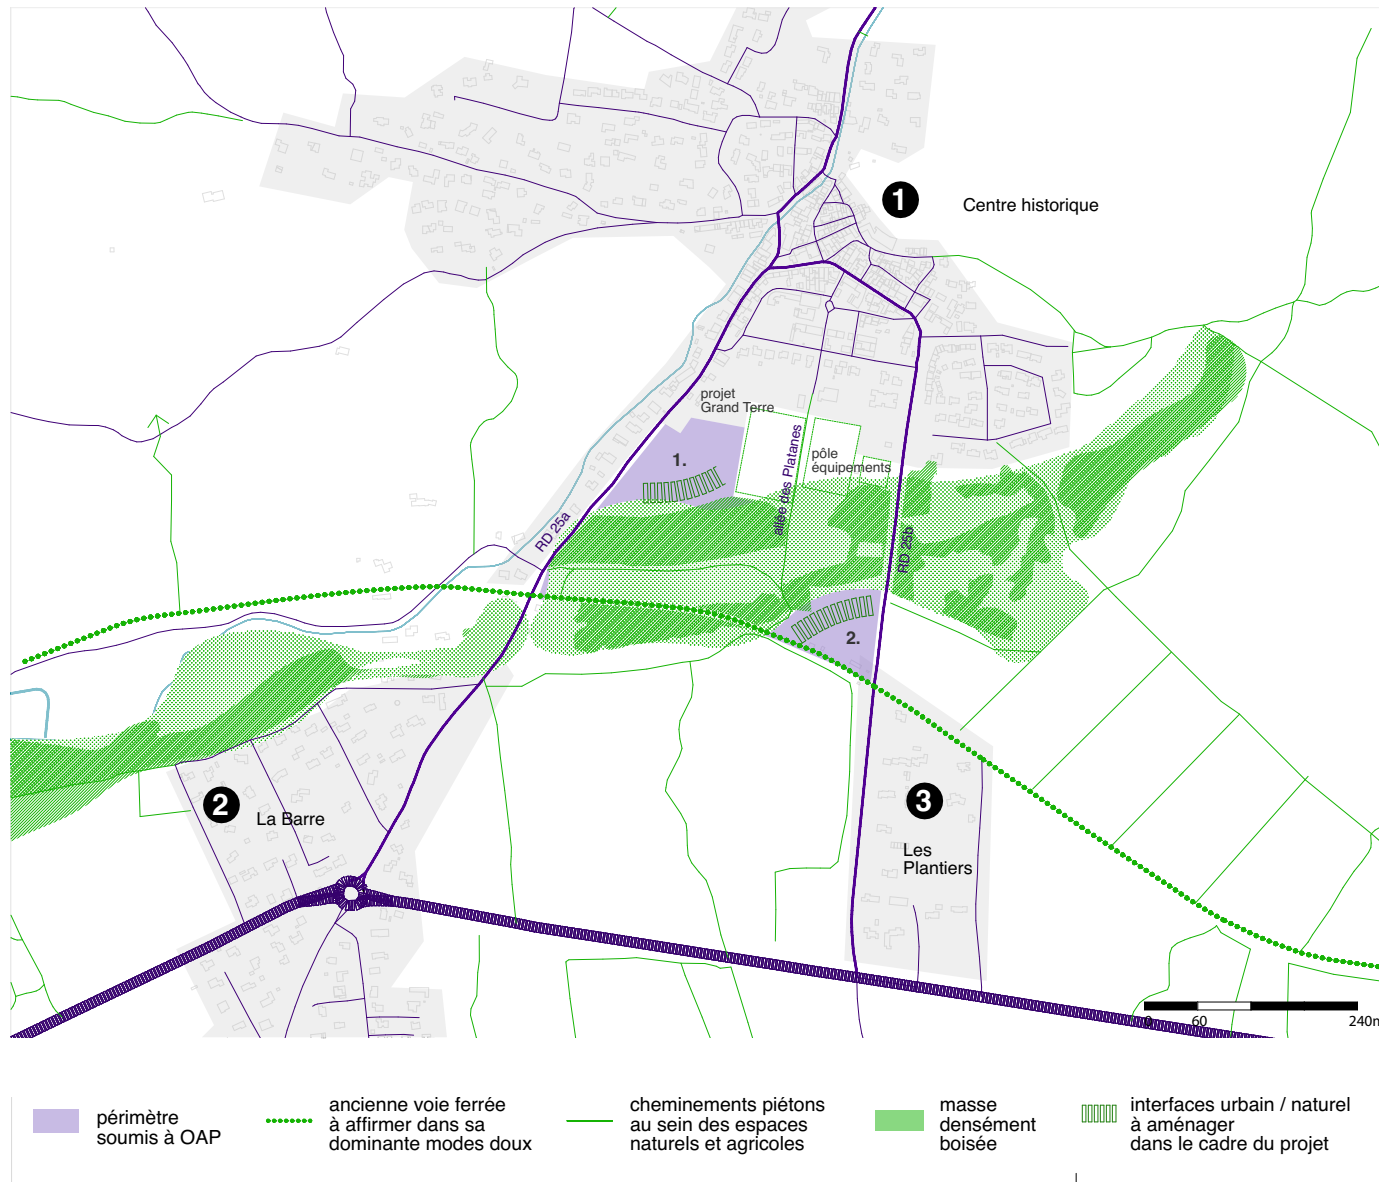 1
Centre historique
projet
Grand Terre
1.
allée des Platanes
pôle
équipements
RD 25a
RD 25b
2.
2
La Barre
3
Les
Plantiers
0
60
240m
périmètre
soumis à OAP
ancienne voie ferrée
à affirmer dans sa
dominante modes doux
cheminements piétons
au sein des espaces
naturels et agricoles
masse
densément
boisée
interfaces urbain / naturel
à aménager
dans le cadre du projet